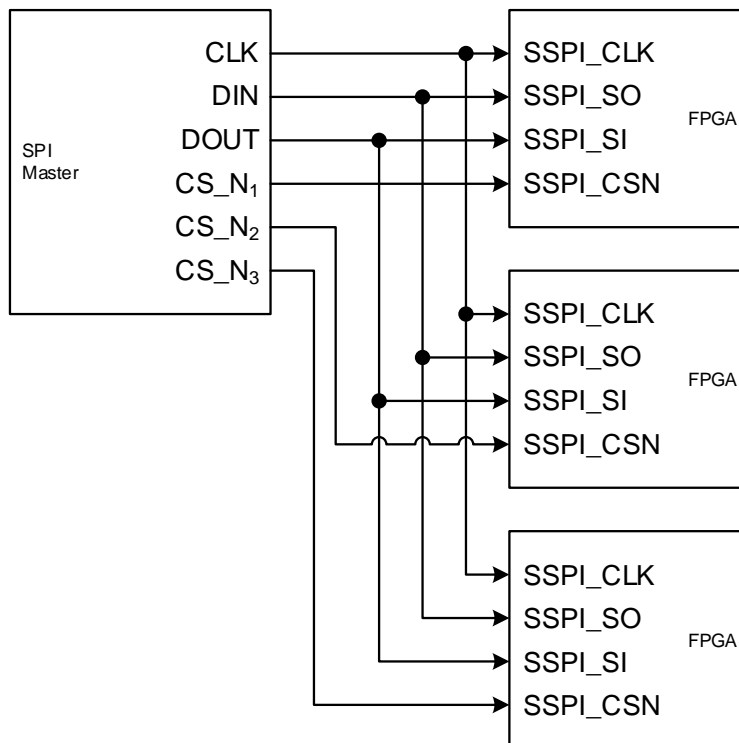 SPI
Master
CLK
DIN
DOUT
CS_N₁
CS_N₂
CS_N₃
SSPI_CLK
SSPI_SO
SSPI_SI
SSPI_CSN
FPGA
SSPI_CLK
SSPI_SO
SSPI_SI
SSPI_CSN
FPGA
SSPI_CLK
SSPI_SO
SSPI_SI
SSPI_CSN
FPGA